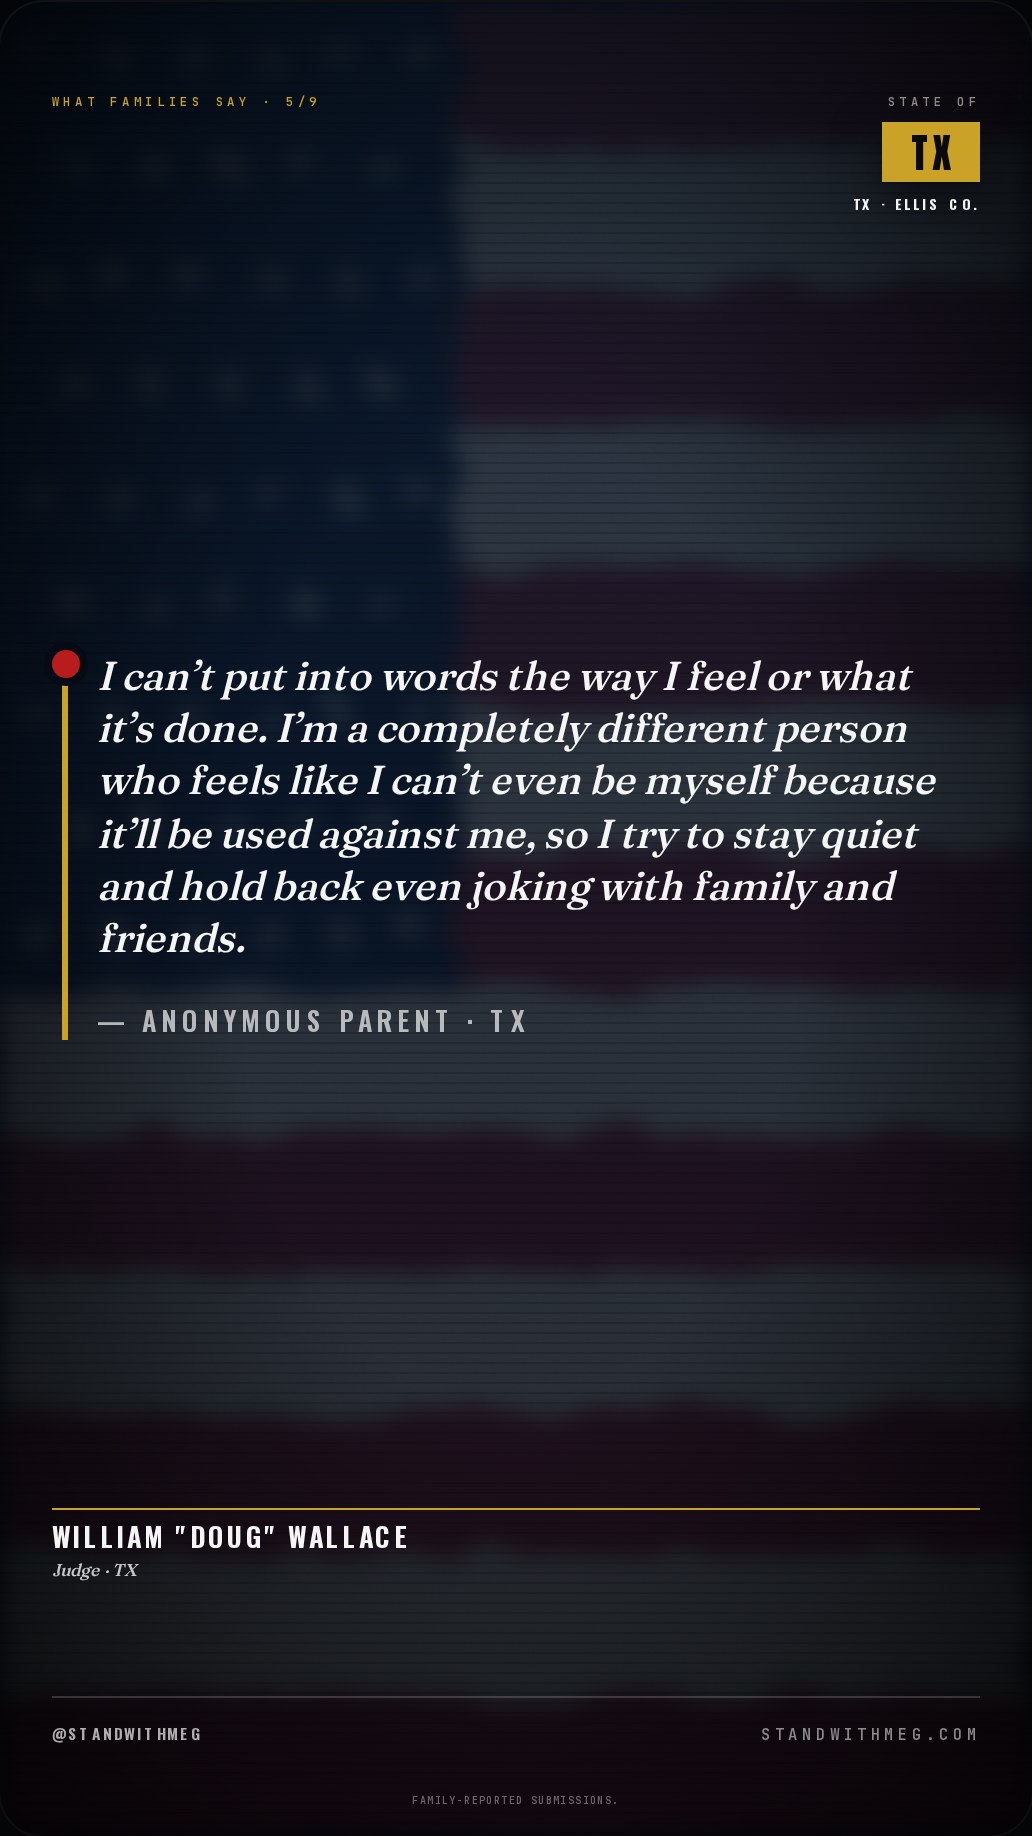 WHAT FAMILIES SAY · 5/9
STATE OF
TX
TX · ELLIS CO.
I can’t put into words the way I feel or what
it’s done. I’m a completely different person
who feels like I can’t even be myself because
it’ll be used against me, so I try to stay quiet
and hold back even joking with family and
friends.
— ANONYMOUS PARENT · TX
WILLIAM "DOUG" WALLACE
Judge · TX
@STANDWITHMEG
STANDWITHMEG.COM
FAMILY-REPORTED SUBMISSIONS.